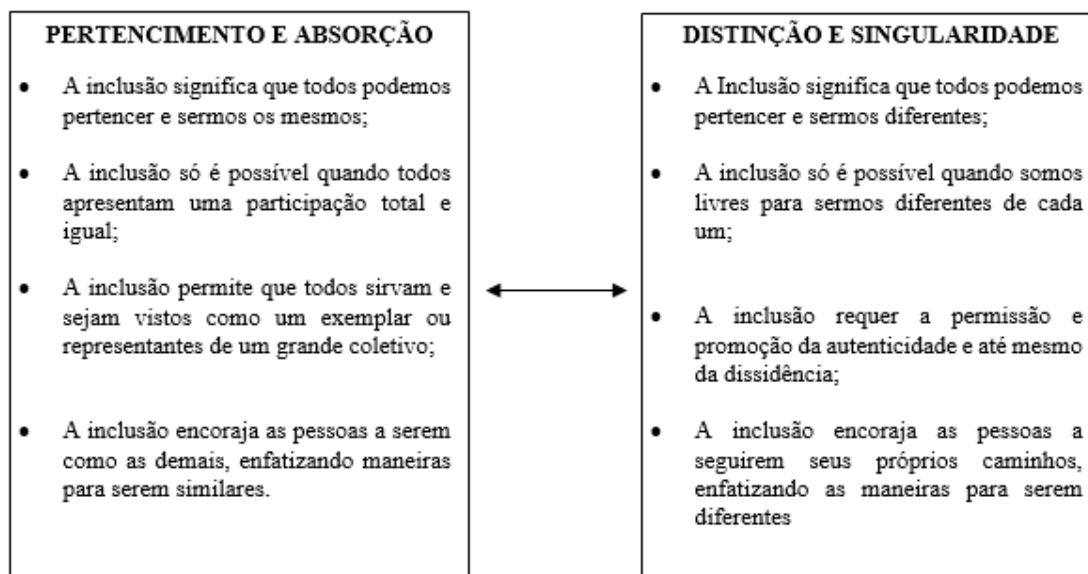 PERTENCIMENTO E ABSORÇÃO
• A inclusão significa que todos podemos
pertencer e sermos os mesmos;
• A inclusão só é possível quando todos
apresentam uma participação total e
igual;
• A inclusão permite que todos sirvam e
sejam vistos como um exemplar ou
representantes de um grande coletivo;
• A inclusão encoraja as pessoas a serem
como as demais, enfatizando maneiras
para serem similares.
DISTINÇÃO E SINGULARIDADE
• A Inclusão significa que todos podemos
pertencer e sermos diferentes;
• A inclusão só é possível quando somos
livres para sermos diferentes de cada
um;
• A inclusão requer a permissão e
promoção da autenticidade e até mesmo
da dissidência;
• A inclusão encoraja as pessoas a
seguirem seus próprios caminhos,
enfatizando as maneiras para serem
diferentes